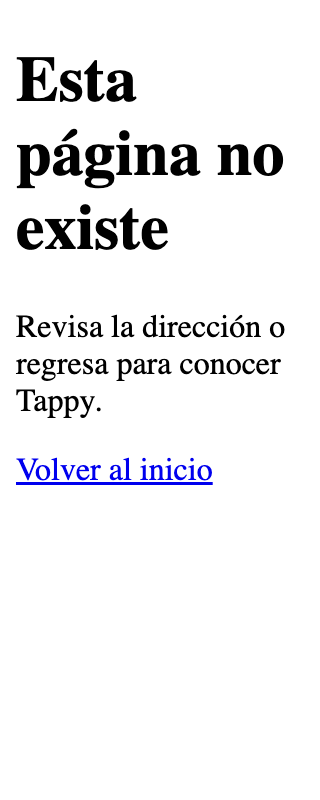 Esta
página no
existe
Revisa la dirección o
regresa para conocer
Tappy.
Volver al inicio